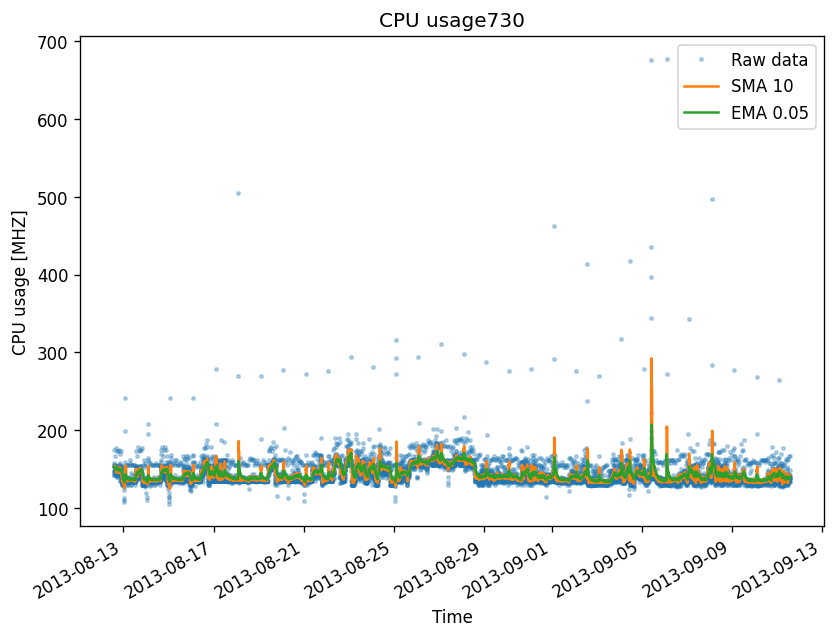 CPU usage730
700
600
500
400
300
200
100
CPU usage [MHZ]
Raw data
SMA 10
EMA 0.05
2013-08-13
2013-08-17
2013-08-21
2013-08-25
2013-08-29
2013-09-01
2013-09-05
2013-09-09
2013-09-13
Time